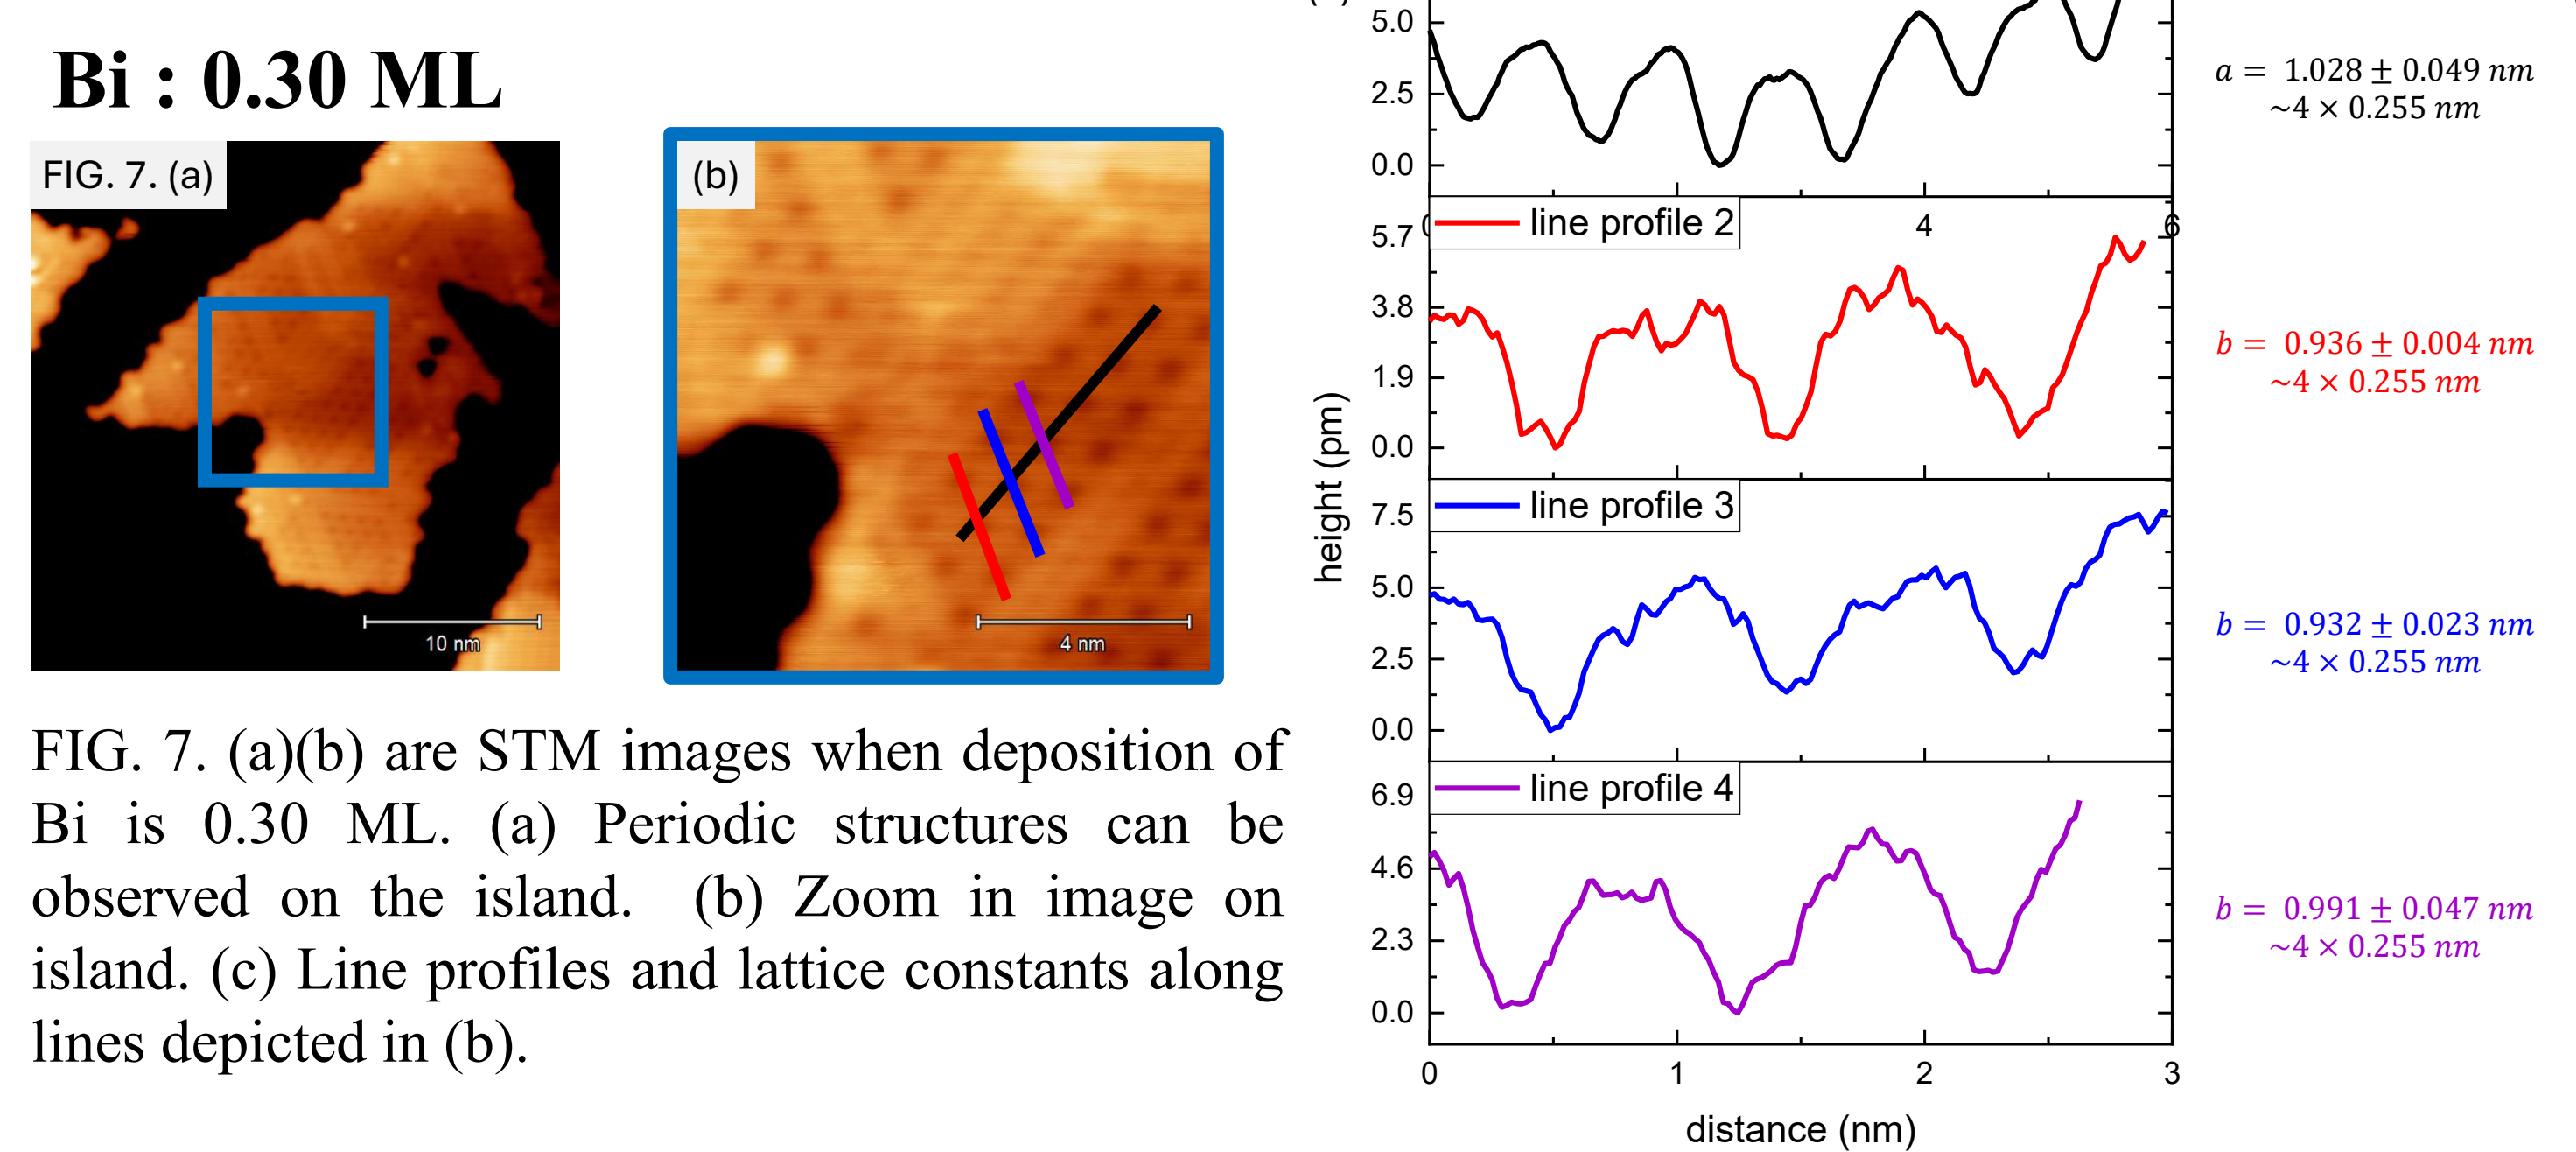 Bi : 0.30 ML
FIG. 7. (a)
10 nm
(b)
4 nm
FIG. 7. (a)(b) are STM images when deposition of
Bi is 0.30 ML. (a) Periodic structures can be
observed on the island. (b) Zoom in image on
island. (c) Line profiles and lattice constants along
lines depicted in (b).
height (pm)
5.0
2.5
0.0
4
6
a = 1.028 ± 0.049 nm
~4 × 0.255 nm
line profile 2
5.7
3.8
1.9
0.0
b = 0.936 ± 0.004 nm
~4 × 0.255 nm
line profile 3
7.5
5.0
2.5
0.0
b = 0.932 ± 0.023 nm
~4 × 0.255 nm
line profile 4
6.9
4.6
2.3
0.0
b = 0.991 ± 0.047 nm
~4 × 0.255 nm
0 1 2 3
distance (nm)